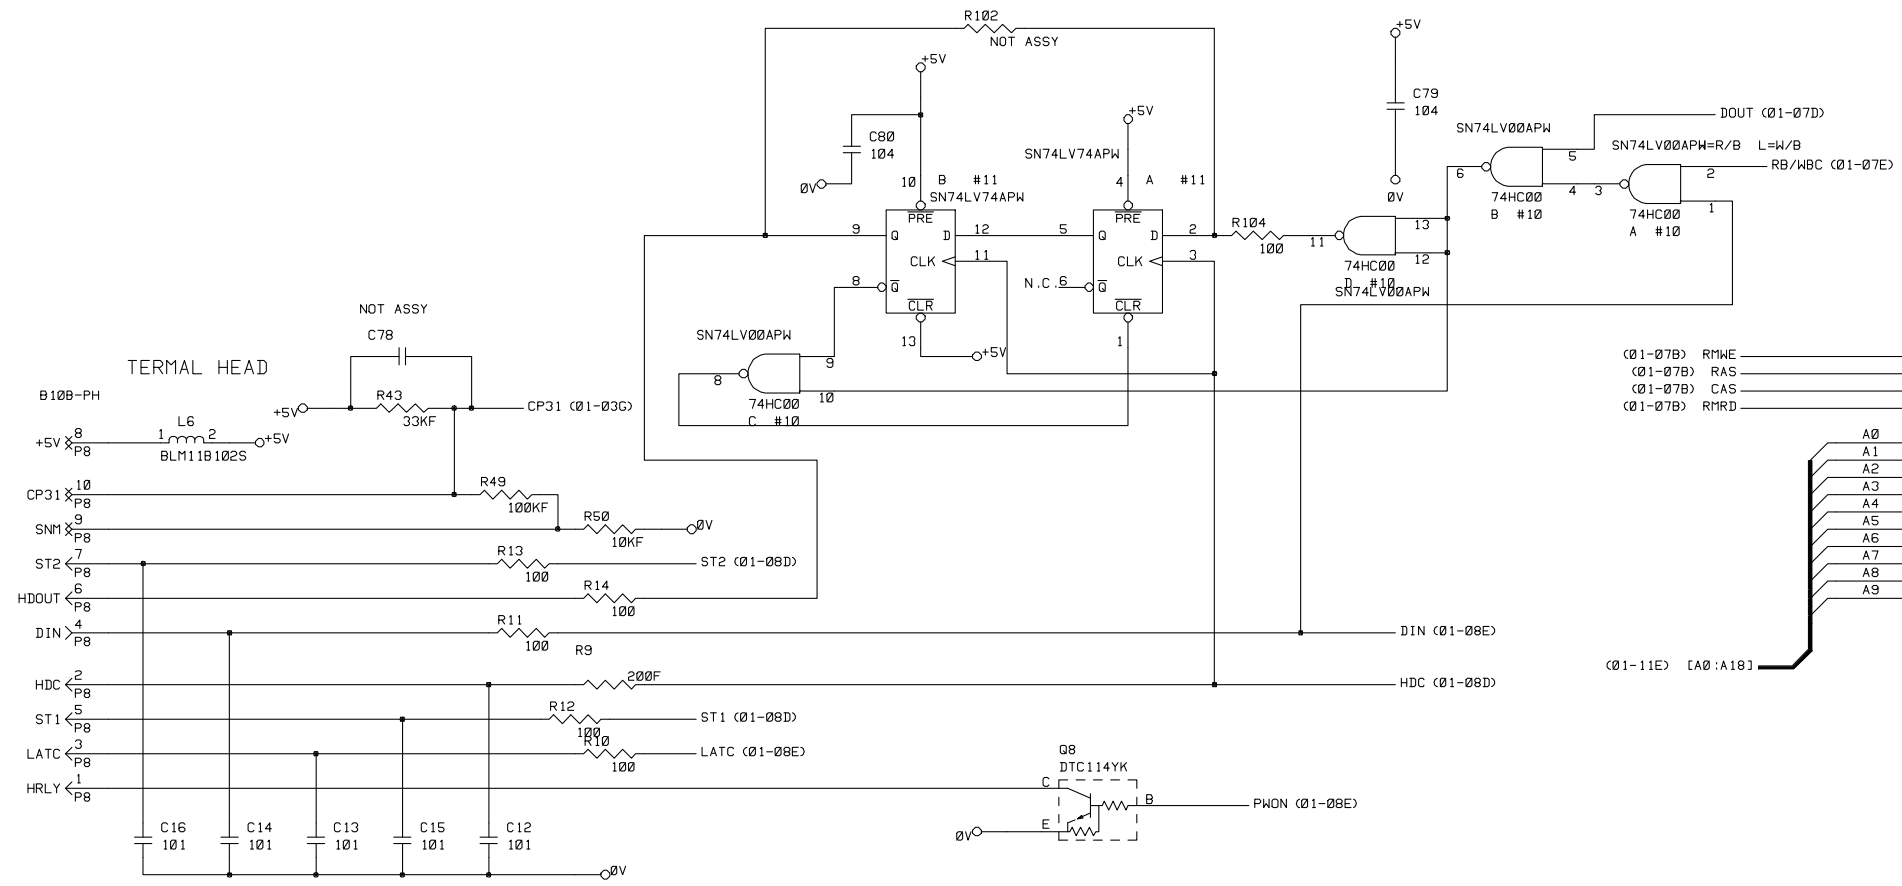 R102
NOT ASSY
+5V
+5V
C79
104
0V
+5V
C80
104
0V
+5V
SN74LV74APW
10 B #11
SN74LV74APW
4 A #11
PRE
9 Q D 12
CLK 11
8 Q
CLR
13
+5V
PRE
5 Q D 2
CLK 3
N.C. 6 Q
CLR
1
R104
100
11
13
12
74HC00
D #10
SN74LV00APW
SN74LV00APW
DOUT (01-07D)
SN74LV00APW=R/B L=W/B
RB/WBC (01-07E)
6
5
4
74HC00
B #10
3
2
1
74HC00
A #10
SN74LV00APW
8
9
10
74HC00
C #10
NOT ASSY
C78
TERMAL HEAD
B10B-PH
+5V
R43
33KF
CP31 (01-03G)
L6
+5V 8
P8
1 2
+5V
BLM11B102S
CP31 10
P8
R49
100KF
SNM 9
P8
R50
10KF
0V
ST2 7
P8
R13
100
ST2 (01-08D)
HDOUT 6
P8
R14
100
DIN 4
P8
R11
100
DIN (01-08E)
R9
HDC 2
P8
200F
HDC (01-08D)
ST1 5
P8
R12
100
ST1 (01-08D)
LATC 3
P8
R10
100
LATC (01-08E)
HRLY 1
P8
Q8
DTC114YK
C
B
E
0V
PWON (01-08E)
C16
101
C14
101
C13
101
C15
101
C12
101
0V
(01-07B) RMWE
(01-07B) RAS
(01-07B) CAS
(01-07B) RMRD
A0
A1
A2
A3
A4
A5
A6
A7
A8
A9
(01-11E) [A0:A18]